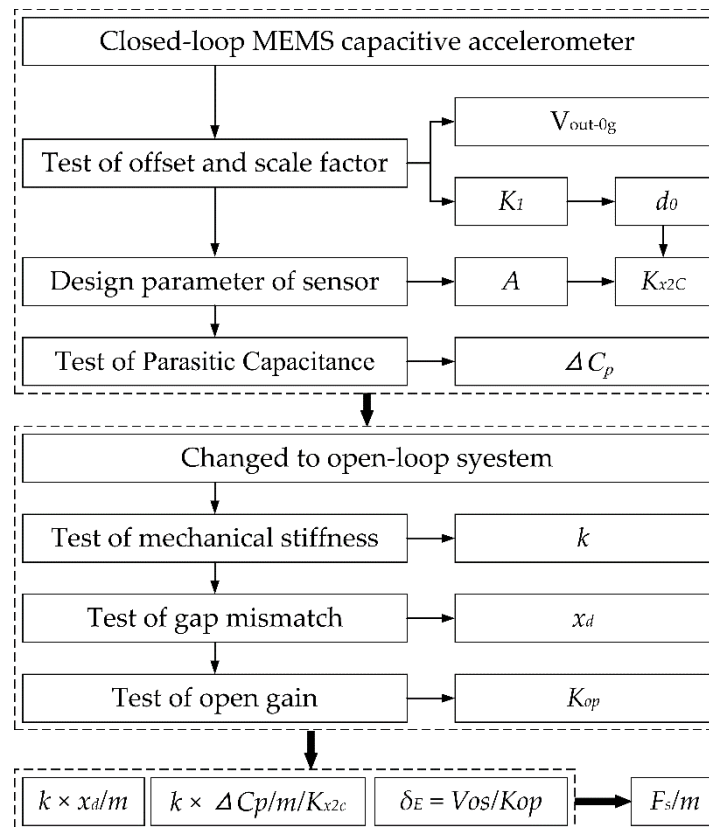 Closed-loop MEMS capacitive accelerometer
Vout-0g
Test of offset and scale factor
K1
d0
Design parameter of sensor
A
Kx2C
Test of Parasitic Capacitance
ΔCp
Changed to open-loop syestem
Test of mechanical stiffness
k
Test of gap mismatch
xd
Test of open gain
Kop
k × xd/m
k × ΔCp/m/Kx2c
δE = Vos/Kop
Fs/m